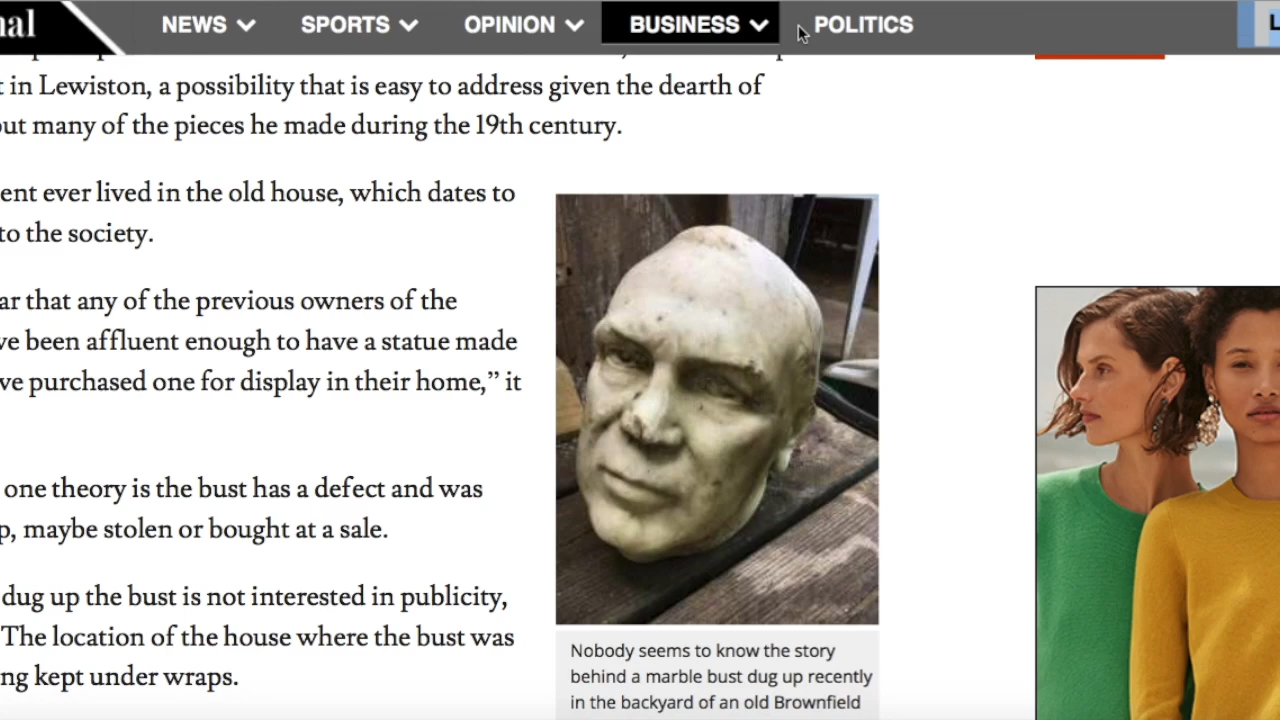 nal
NEWS SPORTS OPINION BUSINESS POLITICS
t in Lewiston, a possibility that is easy to address given the dearth of
out many of the pieces he made during the 19th century.
ent ever lived in the old house, which dates to
to the society.
ar that any of the previous owners of the
ve been affluent enough to have a statue made
ve purchased one for display in their home,” it
one theory is the bust has a defect and was
p, maybe stolen or bought at a sale.
dug up the bust is not interested in publicity,
The location of the house where the bust was
ng kept under wraps.
Nobody seems to know the story
behind a marble bust dug up recently
in the backyard of an old Brownfield